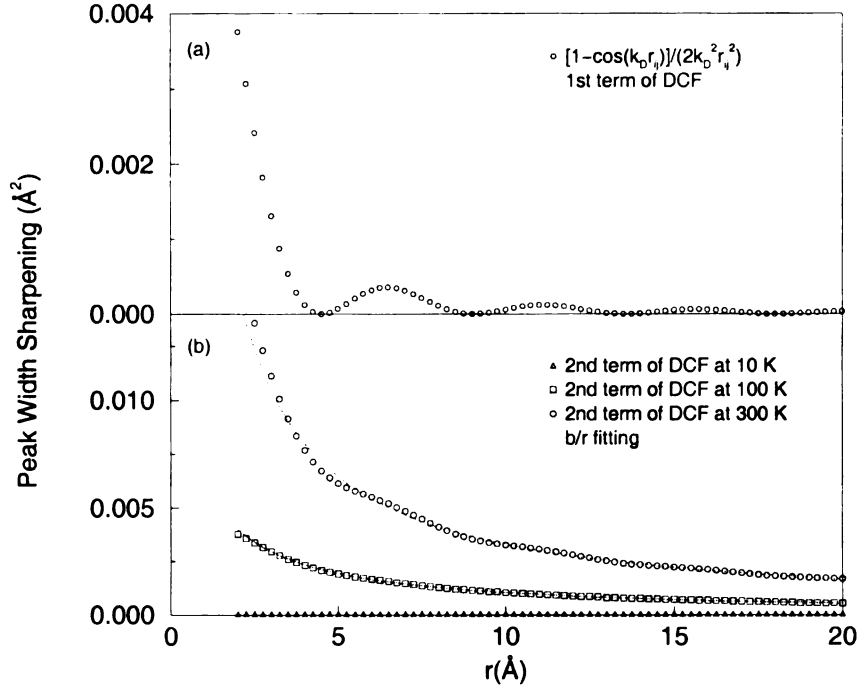 0.004
(a)
[1-cos(k_D r_ij)]/(2k_D^2 r_ij^2)
1st term of DCF
0.002
0.000
Peak Width Sharpening (Å²)
(b)
2nd term of DCF at 10 K
2nd term of DCF at 100 K
2nd term of DCF at 300 K
b/r fitting
0.010
0.005
0.000
0 5 10 15 20
r(Å)